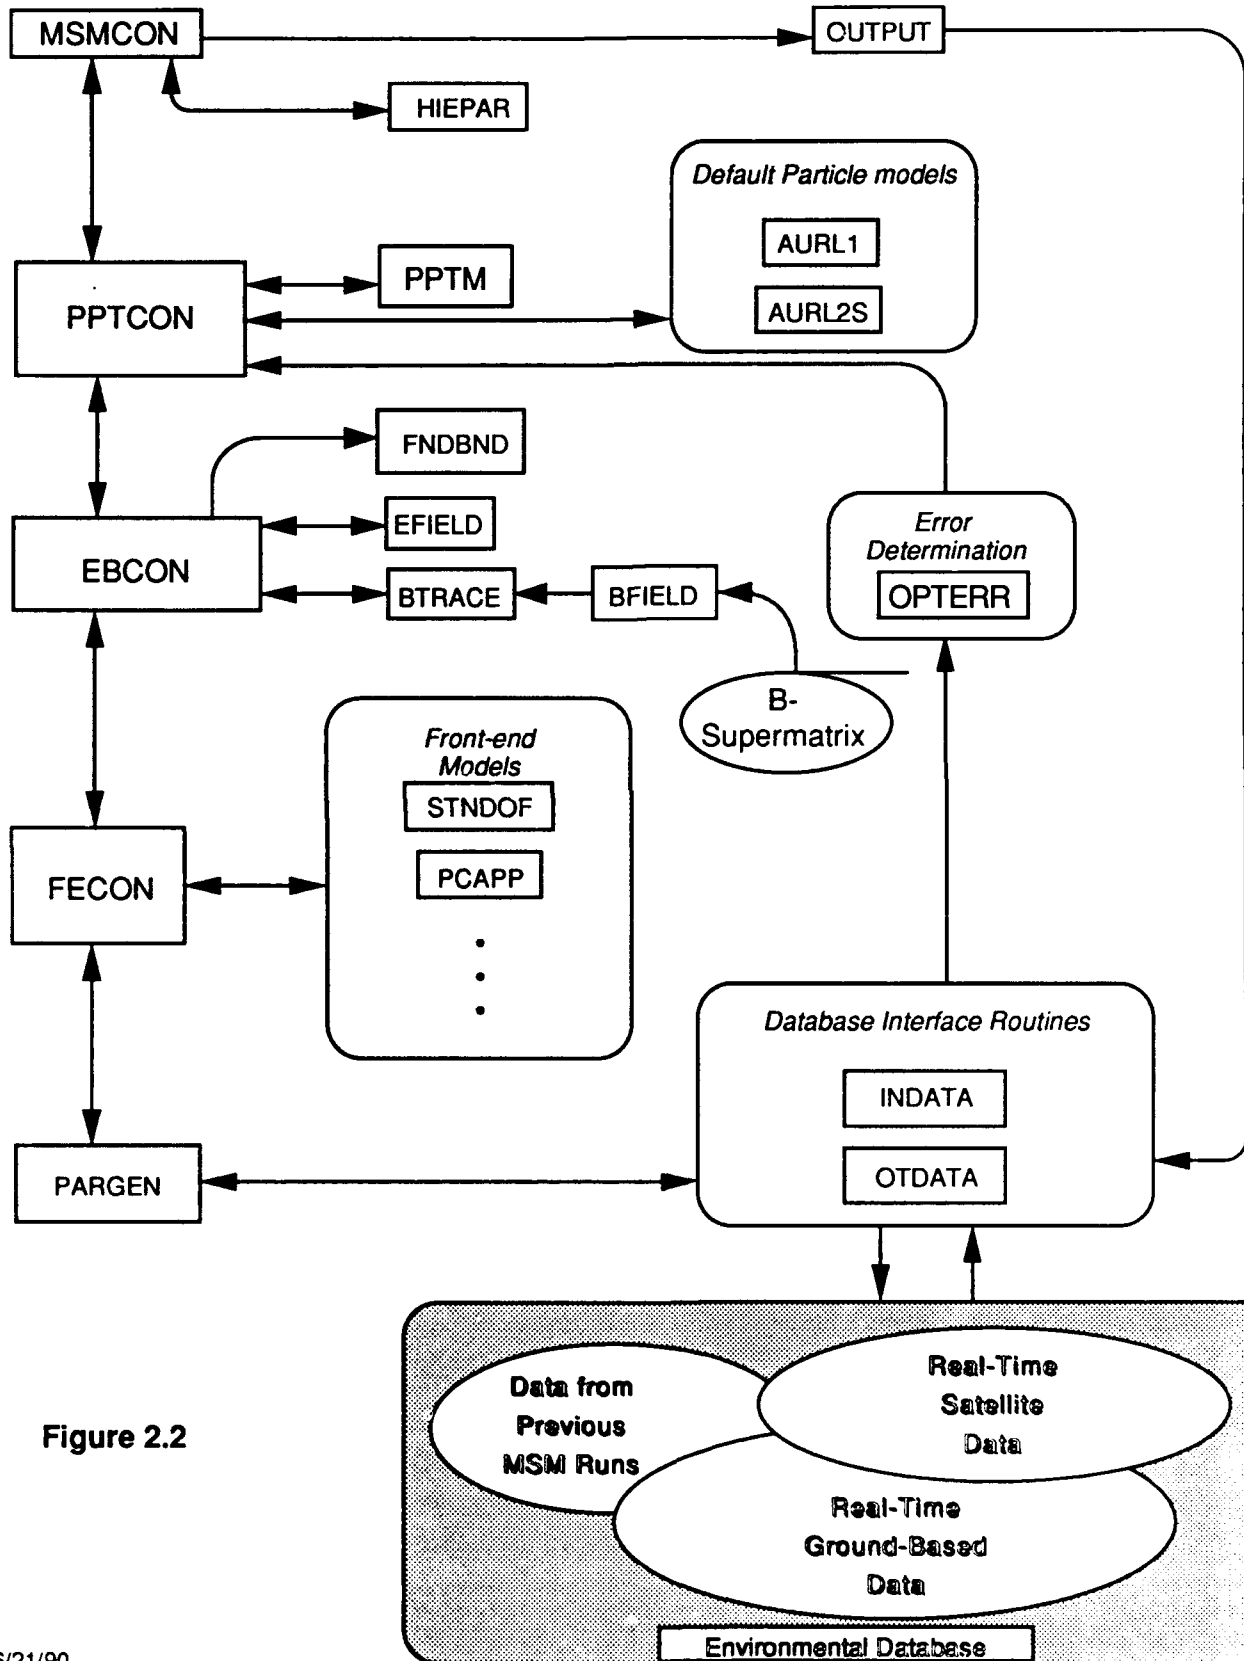 MSMCON
OUTPUT
HIEPAR
Default Particle models
AURL1
AURL2S
PPTM
PPTCON
FNDBND
EFIELD
EBCON
BTRACE
BFIELD
Error
Determination
OPTERR
B-
Supermatrix
Front-end
Models
STNDOF
PCAPP
FECON
Database Interface Routines
INDATA
OTDATA
PARGEN
Data from
Previous
MSM Runs
Real-Time
Satellite
Data
Real-Time
Ground-Based
Data
Environmental Database
Figure 2.2